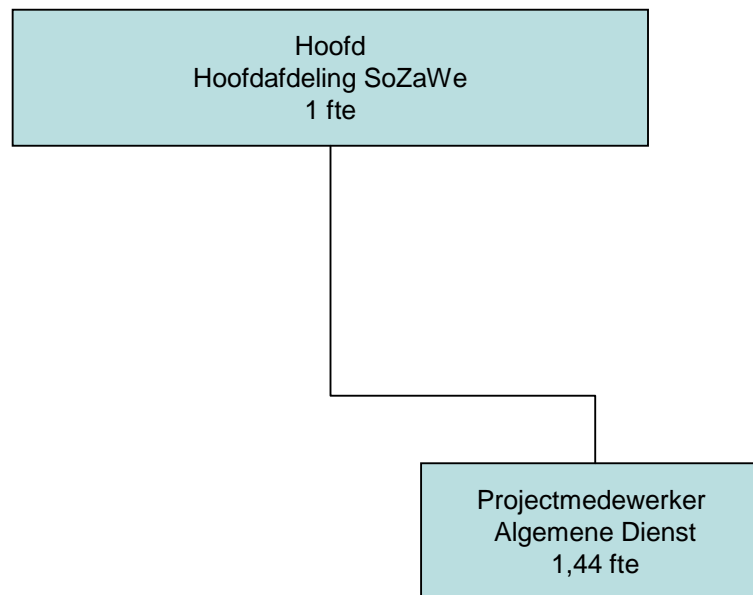 Hoofd
Hoofdafdeling SoZaWe
1 fte
Projectmedewerker
Algemene Dienst
1,44 fte